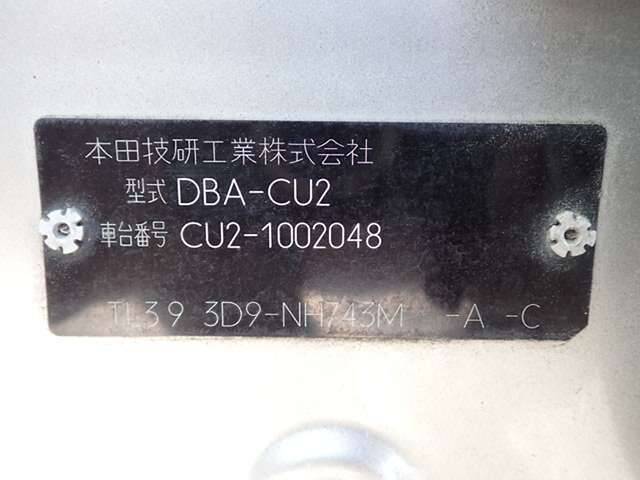 本田技研工業株式会社
型式 DBA-CU2
車台番号 CU2-1002048
TL39 3D9-NH743M -A -C